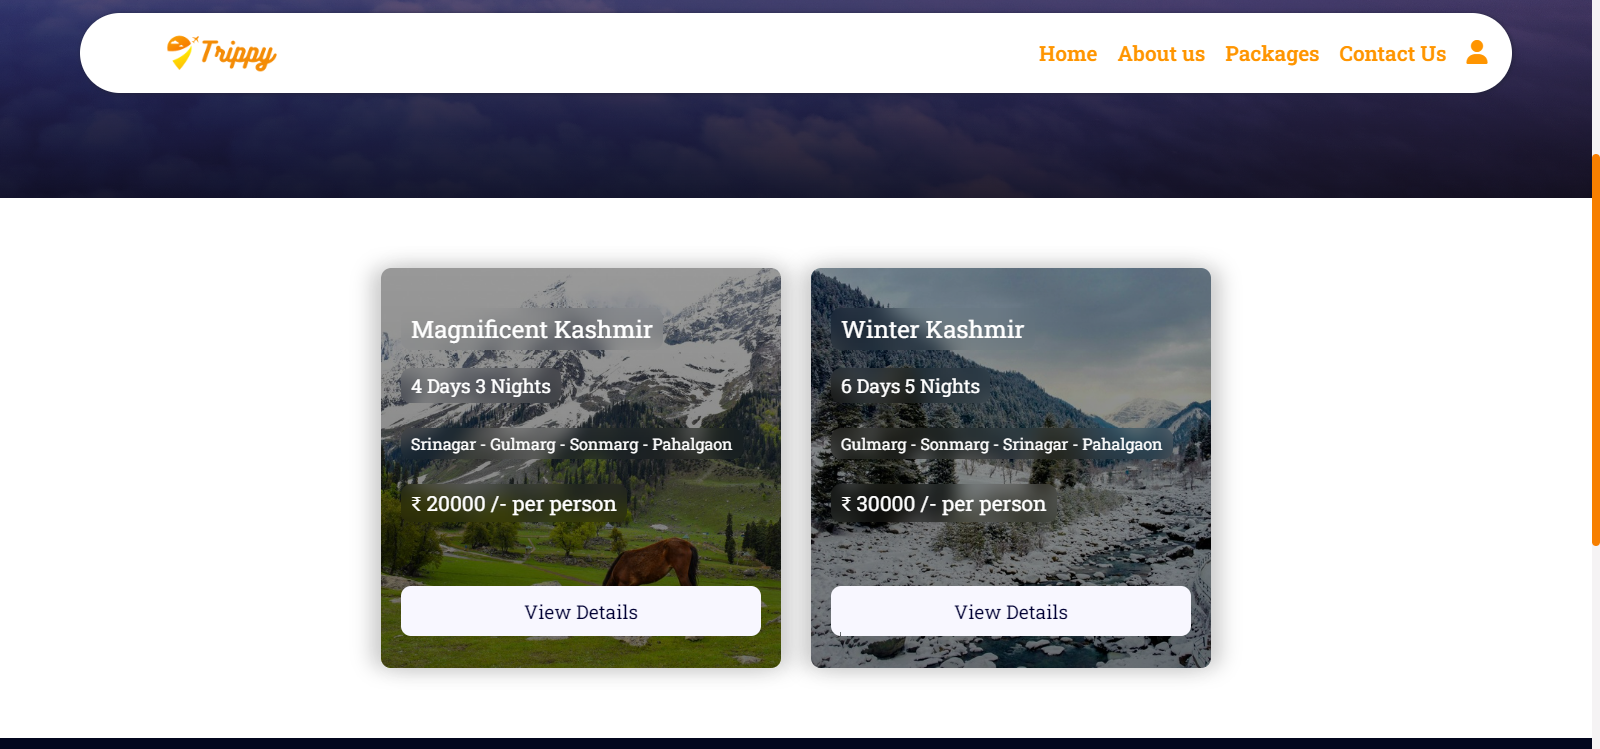 Trippy
Home About us Packages Contact Us
Magnificent Kashmir
4 Days 3 Nights
Srinagar - Gulmarg - Sonmarg - Pahalgaon
₹ 20000 /- per person
View Details
Winter Kashmir
6 Days 5 Nights
Gulmarg - Sonmarg - Srinagar - Pahalgaon
₹ 30000 /- per person
View Details